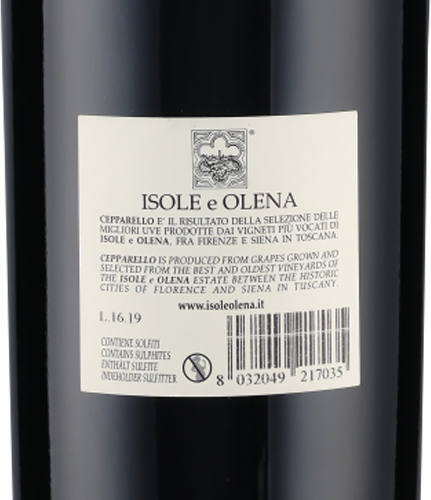 ®
ISOLE e OLENA
CEPPARELLO E' IL RISULTATO DELLA SELEZIONE DELLE
MIGLIORI UVE PRODOTTE DAI VIGNETI PIÙ VOCATI DI
ISOLE e OLENA, FRA FIRENZE E SIENA IN TOSCANA.
CEPPARELLO IS PRODUCED FROM GRAPES GROWN AND
SELECTED FROM THE BEST AND OLDEST VINEYARDS OF
THE ISOLE e OLENA ESTATE BETWEEN THE HISTORIC
CITIES OF FLORENCE AND SIENA IN TUSCANY.
www.isoleolena.it
L.16.19
CONTIENE SOLFITI
CONTAINS SULPHITES
ENTHÄLT SULFITE
INDEHOLDER SULFITTER
8 032049 217035